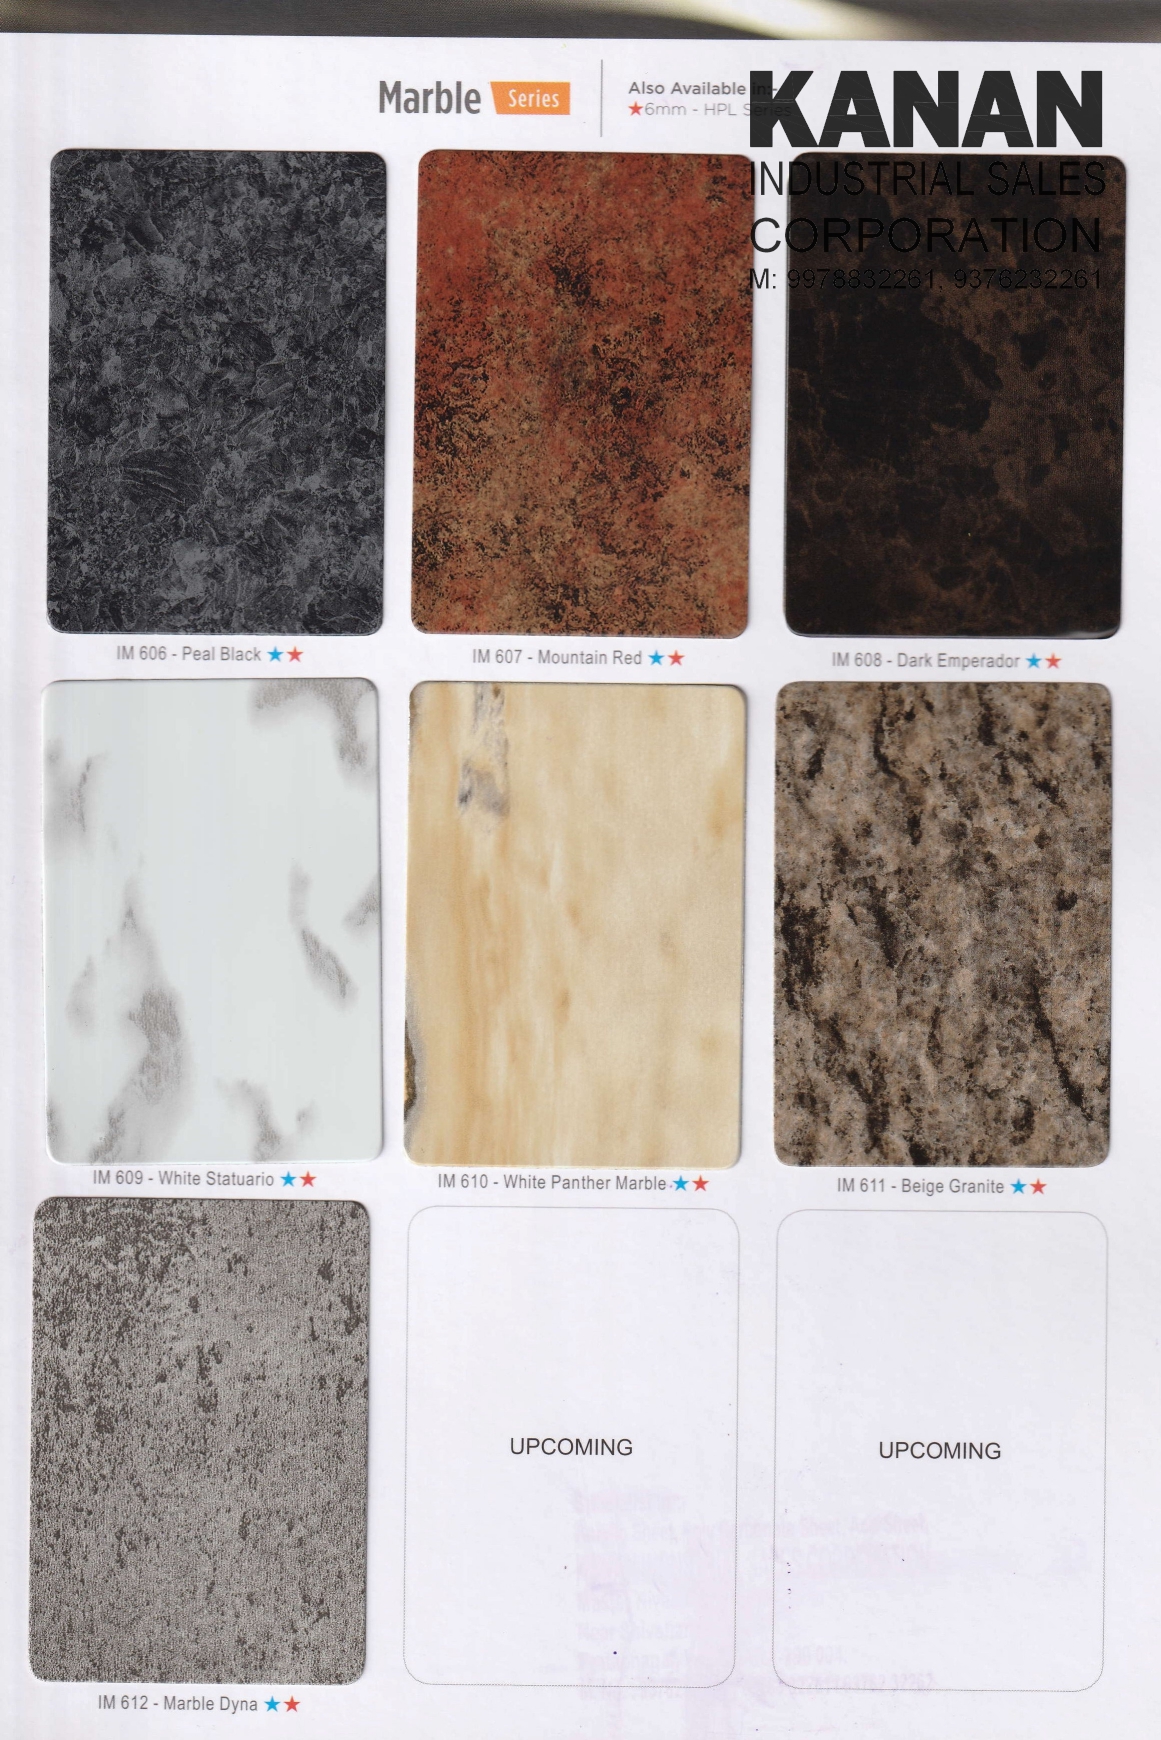 Marble Series
Also Available In:-
★6mm - HPL Series
KANAN
INDUSTRIAL SALES
CORPORATION
M: 9978832261, 9376232261
IM 606 - Peal Black ★★
IM 607 - Mountain Red ★★
IM 608 - Dark Emperador ★★
IM 609 - White Statuario ★★
IM 610 - White Panther Marble ★★
IM 611 - Beige Granite ★★
UPCOMING
UPCOMING
IM 612 - Marble Dyna ★★